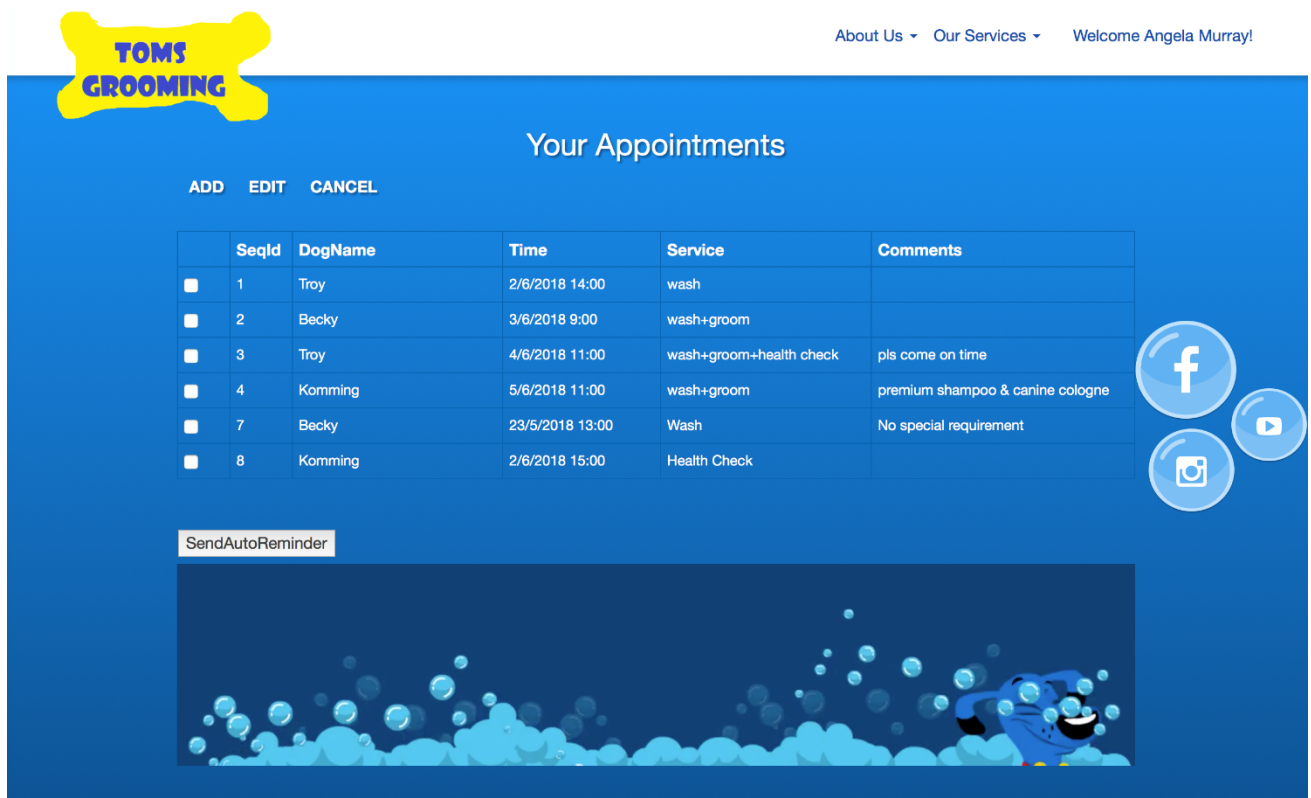 TOMS
GROOMING
About Us Our Services Welcome Angela Murray!
Your Appointments
ADD EDIT CANCEL
SeqId DogName Time Service Comments
1 Troy 2/6/2018 14:00 wash
2 Becky 3/6/2018 9:00 wash+groom
3 Troy 4/6/2018 11:00 wash+groom+health check pls come on time
4 Komming 5/6/2018 11:00 wash+groom premium shampoo & canine cologne
7 Becky 23/5/2018 13:00 Wash No special requirement
8 Komming 2/6/2018 15:00 Health Check
SendAutoReminder